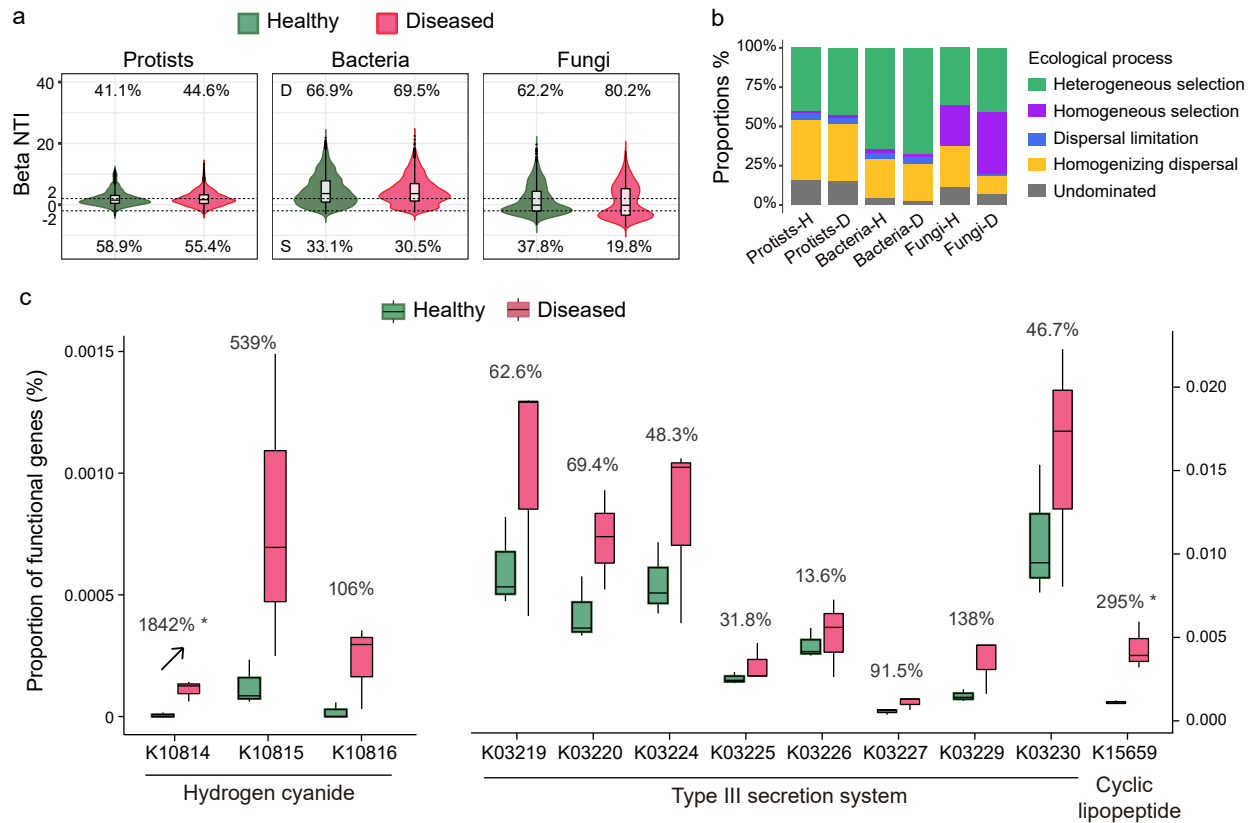 a
Healthy
Diseased
Protists
Bacteria
Fungi
Beta NTI
40
20
2
0
-2
41.1%
44.6%
D
66.9%
69.5%
62.2%
80.2%
58.9%
55.4%
S
33.1%
30.5%
37.8%
19.8%
b
Proportions %
100%
75%
50%
25%
0%
Protists-H
Protists-D
Bacteria-H
Bacteria-D
Fungi-H
Fungi-D
Ecological process
Heterogeneous selection
Homogeneous selection
Dispersal limitation
Homogenizing dispersal
Undominated
c
Healthy
Diseased
Proportion of functional genes (%)
0.0015
0.0010
0.0005
0
1842% *
539%
106%
62.6%
69.4%
48.3%
31.8%
13.6%
91.5%
138%
46.7%
295% *
0.020
0.015
0.010
0.005
0.000
K10814
K10815
K10816
K03219
K03220
K03224
K03225
K03226
K03227
K03229
K03230
K15659
Hydrogen cyanide
Type III secretion system
Cyclic
lipopeptide